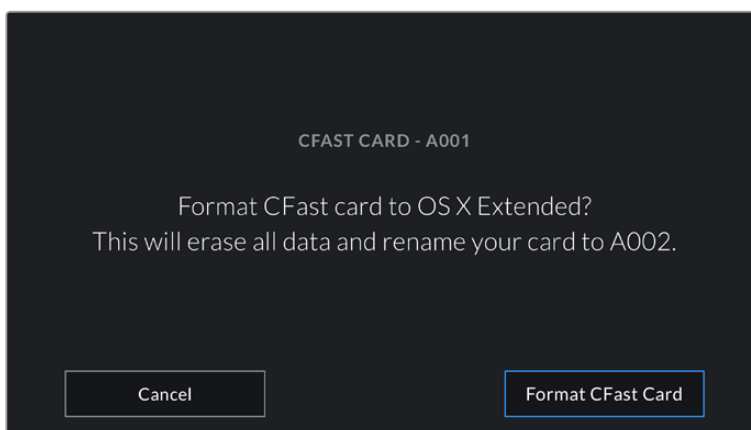 CFAST CARD - A001
Format CFast card to OS X Extended?
This will erase all data and rename your card to A002.
Cancel
Format CFast Card